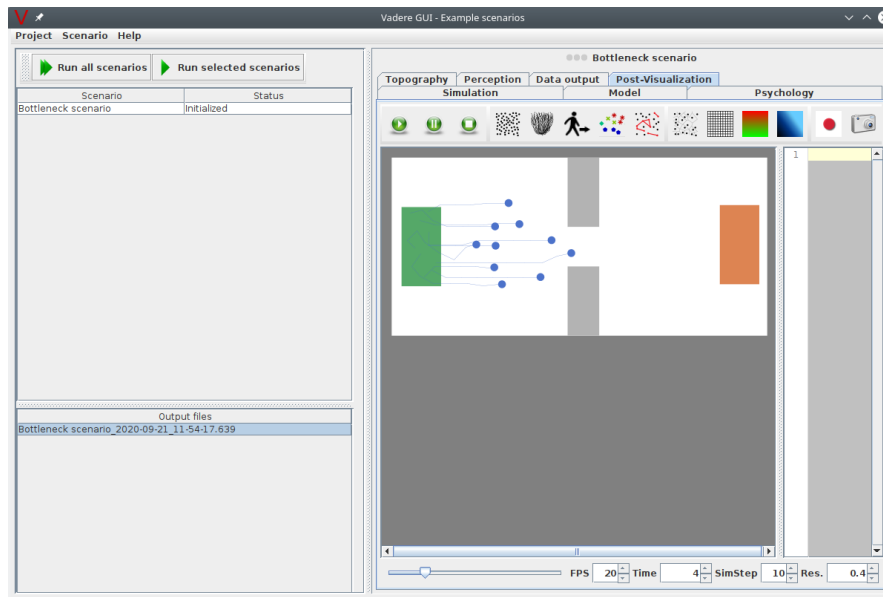 Vadere GUI - Example scenarios
Project Scenario Help
Run all scenarios Run selected scenarios
Scenario Status
Bottleneck scenario Initialized
Output files
Bottleneck scenario_2020-09-21_11-54-17.639
Bottleneck scenario
Topography Perception Data output Post-Visualization
Simulation Model Psychology
1
FPS 20 Time 4 SimStep 10 Res. 0.4